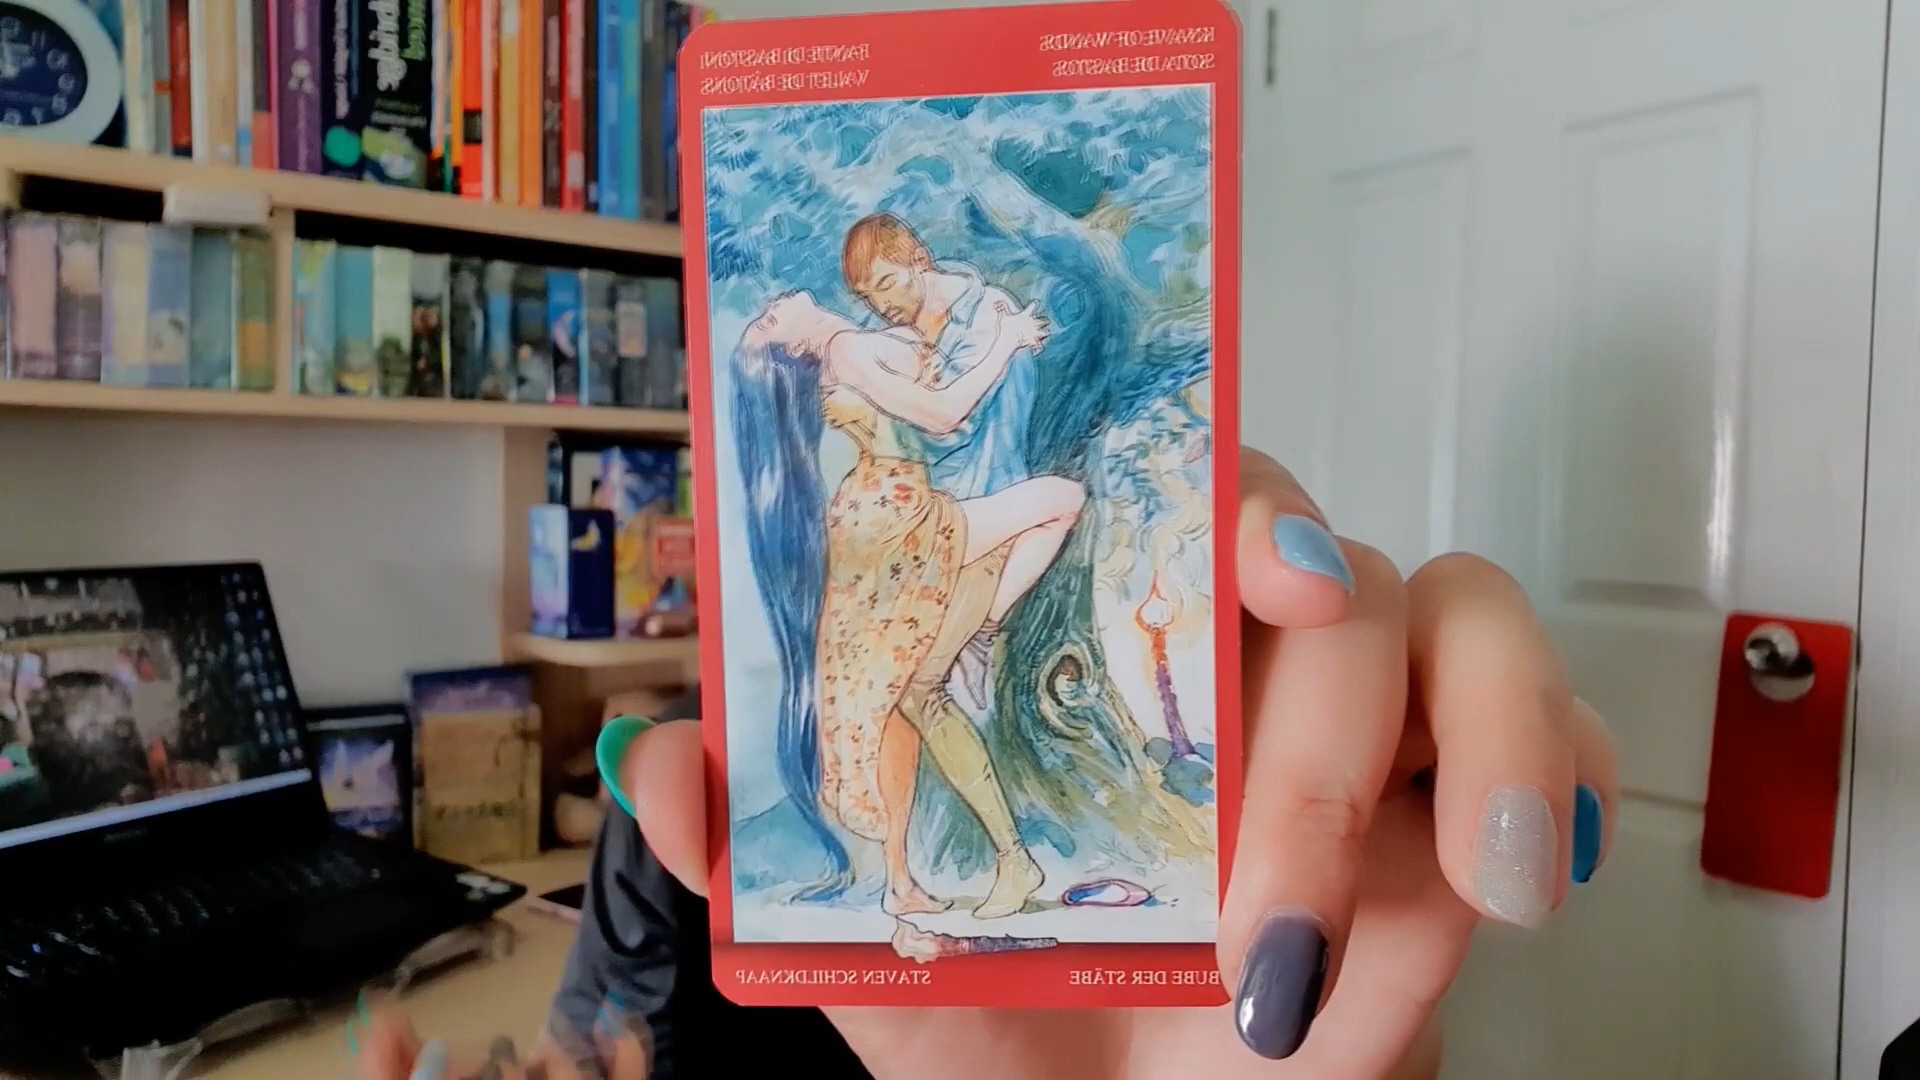 KNAVE OF WANDS
SOTA DE BASTOS
FANTE DI BASTONI
VALET DE BÂTONS
BUBE DER STÄBE
STAVEN SCHILDKNAAP